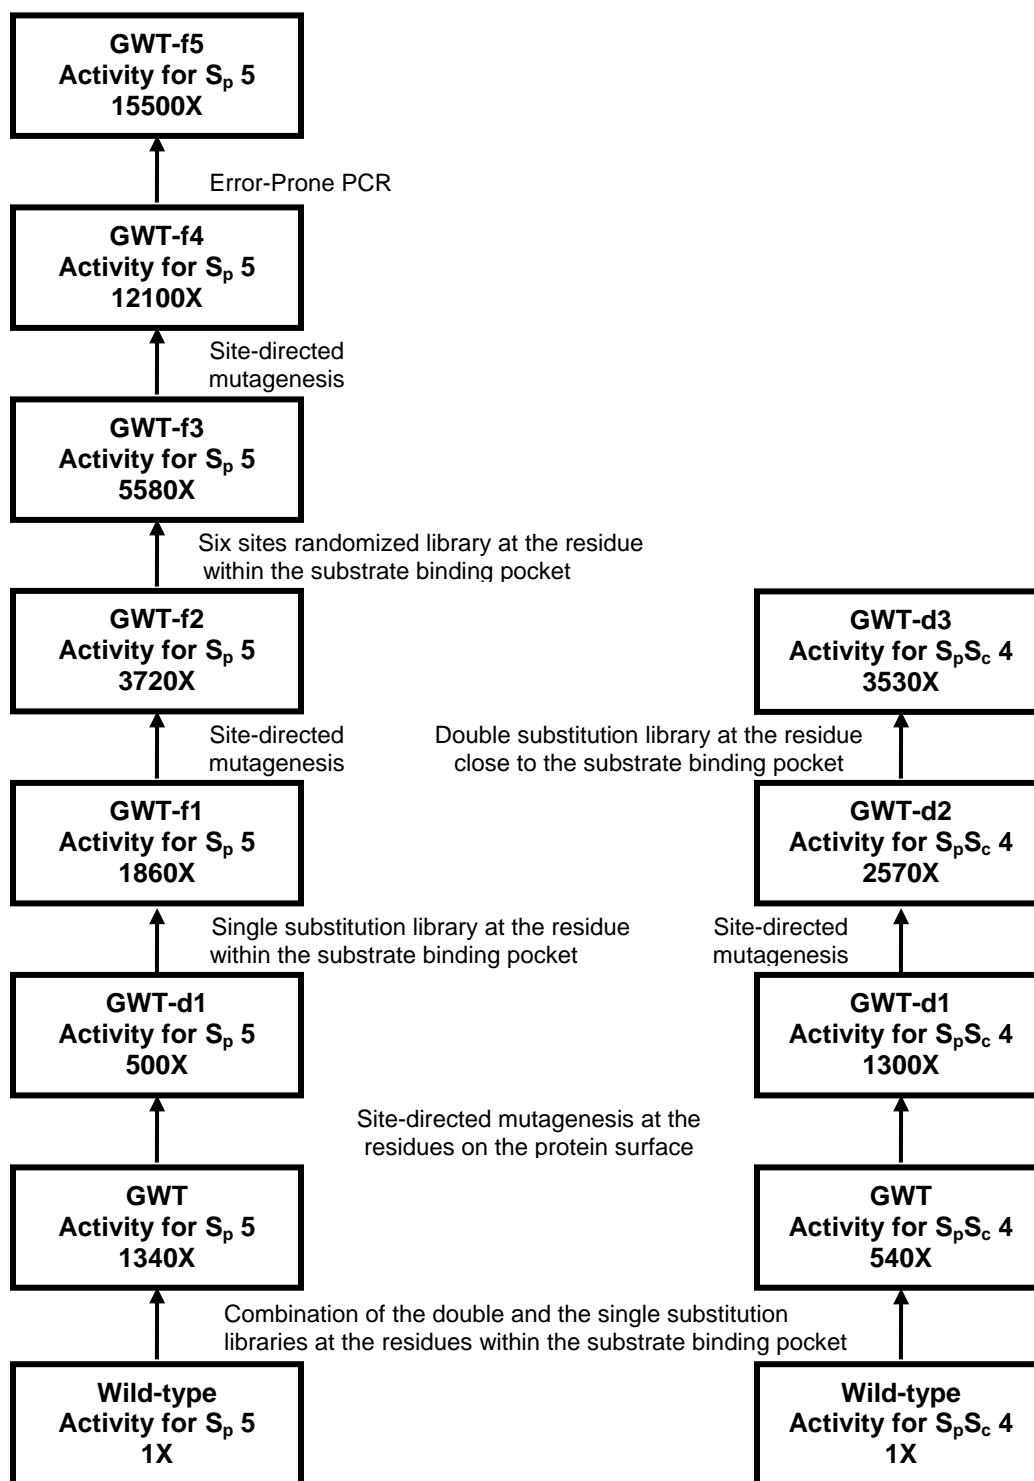 GWT-f5
Activity for Sp 5
15500X
Error-Prone PCR
GWT-f4
Activity for Sp 5
12100X
Site-directed
mutagenesis
GWT-f3
Activity for Sp 5
5580X
Six sites randomized library at the residue
within the substrate binding pocket
GWT-f2
Activity for Sp 5
3720X
GWT-d3
Activity for SpSc 4
3530X
Site-directed
mutagenesis
Double substitution library at the residue
close to the substrate binding pocket
GWT-f1
Activity for Sp 5
1860X
GWT-d2
Activity for SpSc 4
2570X
Single substitution library at the residue
within the substrate binding pocket
Site-directed
mutagenesis
GWT-d1
Activity for Sp 5
500X
GWT-d1
Activity for SpSc 4
1300X
Site-directed mutagenesis at the
residues on the protein surface
GWT
Activity for Sp 5
1340X
GWT
Activity for SpSc 4
540X
Combination of the double and the single substitution
libraries at the residues within the substrate binding pocket
Wild-type
Activity for Sp 5
1X
Wild-type
Activity for SpSc 4
1X